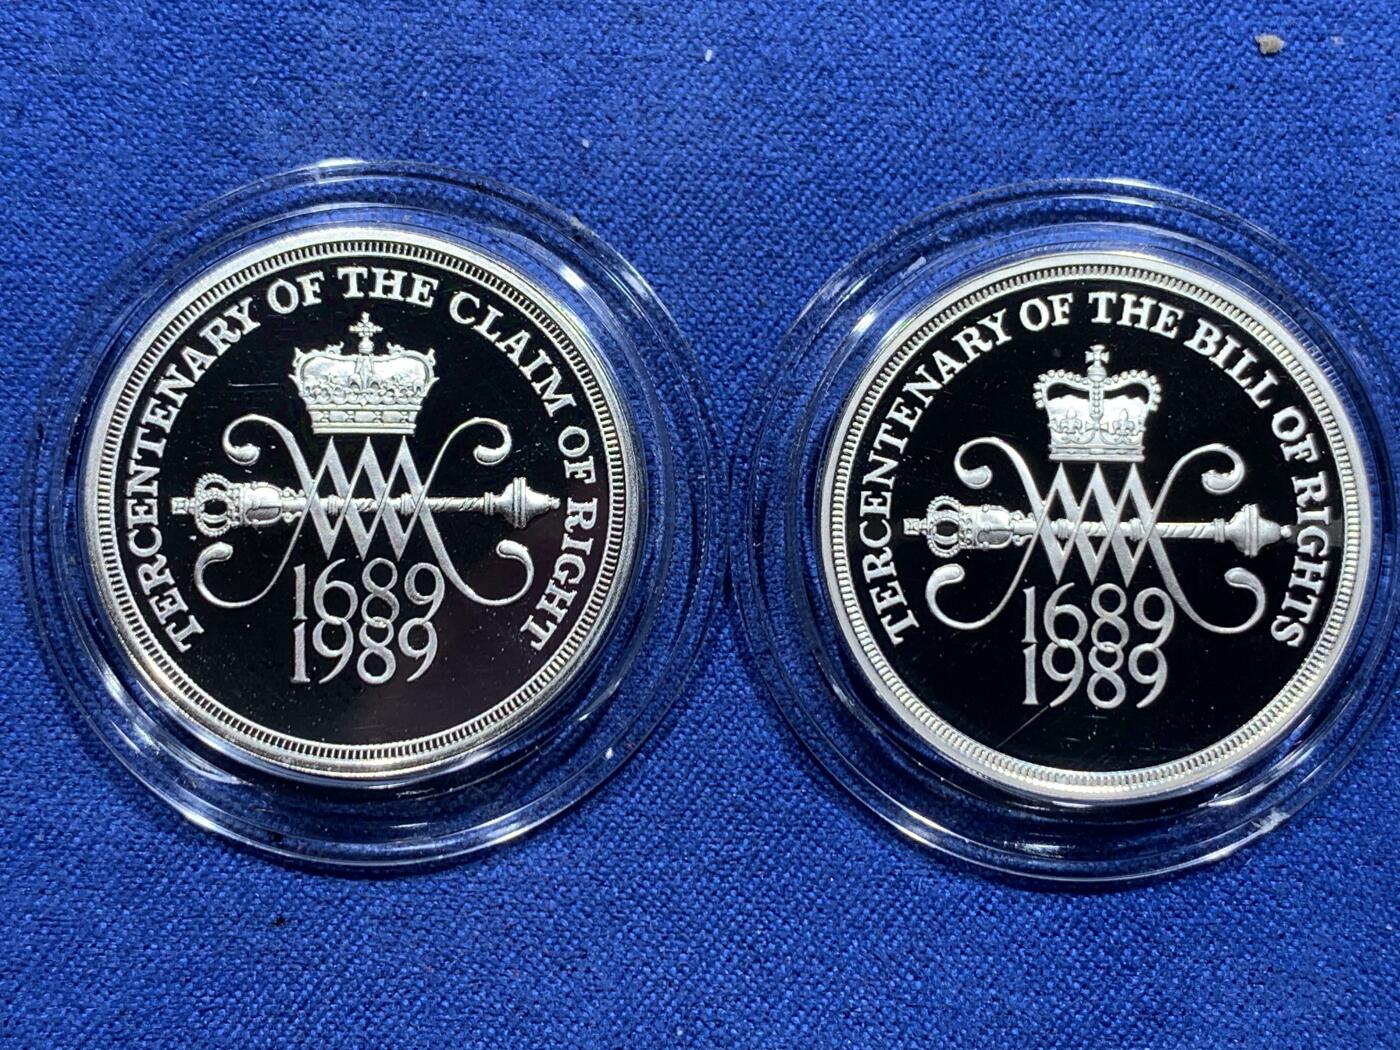 TERCENTENARY OF THE CLAIM OF RIGHT
1689
1989
TERCENTENARY OF THE BILL OF RIGHTS
1689
1989